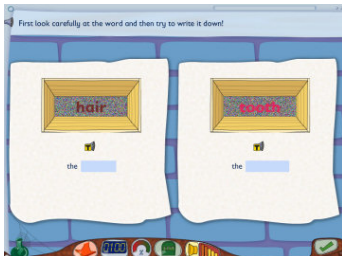 First look carefully at the word and then try to write it down!
hair
tooth
the
the